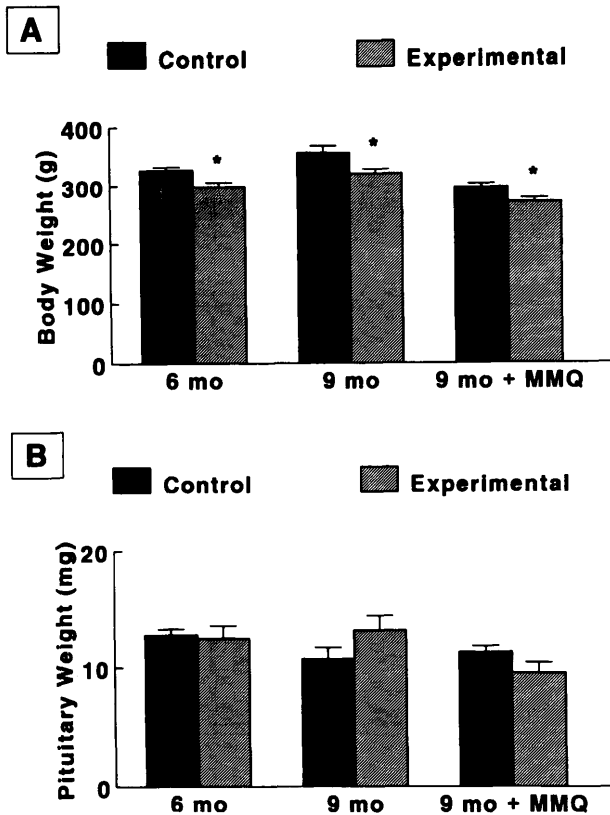 A
Control Experimental
Body Weight (g)
400
300
200
100
0
* * *
6 mo 9 mo 9 mo + MMQ
B
Control Experimental
Pituitary Weight (mg)
20
10
0
6 mo 9 mo 9 mo + MMQ